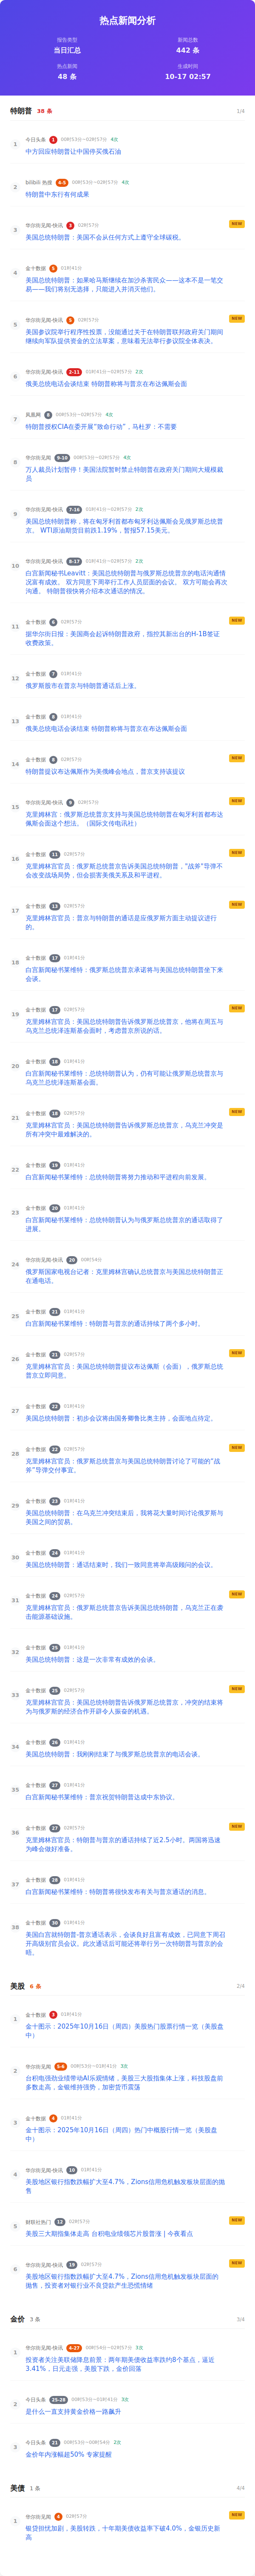 热点新闻分析
报告类型
新闻总数
当日汇总
442 条
热点新闻
生成时间
48 条
10-17 02:57
特朗普 38 条 1/4
1 今日头条 1 00时53分~02时57分 4次
中方回应特朗普让中国停买俄石油
2 bilibili 热搜 4-5 00时53分~02时57分 4次
特朗普中东行有何成果
3 华尔街见闻·快讯 3 02时57分 NEW
美国总统特朗普：美国不会从任何方式上遵守全球碳税。
4 金十数据 5 01时41分
美国总统特朗普：如果哈马斯继续在加沙杀害民众——这本不是一笔交
易——我们将别无选择，只能进入并消灭他们。
5 华尔街见闻·快讯 5 02时57分 NEW
美国参议院举行程序性投票，没能通过关于在特朗普联邦政府关门期间
继续向军队提供资金的立法草案，意味着无法举行参议院全体表决。
6 华尔街见闻·快讯 3-11 01时41分~02时57分 2次
俄美总统电话会谈结束 特朗普称将与普京在布达佩斯会面
7 凤凰网 6 00时53分~02时57分 4次
特朗普授权CIA在委开展“致命行动”，马杜罗：不需要
8 华尔街见闻 9-10 00时53分~02时57分 4次
万人裁员计划暂停！美国法院暂时禁止特朗普在政府关门期间大规模裁
员
9 华尔街见闻·快讯 7-16 01时41分~02时57分 2次
美国总统特朗普称，将在匈牙利首都布达佩斯会见俄罗斯总统普
京。 WTI原油期货目前跌1.19%，暂报57.15美元。
10 华尔街见闻·快讯 8-17 01时41分~02时57分 2次
白宫新闻秘书Leavitt：美国总统特朗普与俄罗斯总统普京的电话沟通情
况富有成效。 双方同意下周举行工作人员层面的会议。 双方可能会再次
沟通。 特朗普很快将介绍本次通话的情况。
11 金十数据 6 02时57分 NEW
据华尔街日报：美国商会起诉特朗普政府，指控其新出台的H-1B签证
收费政策。
12 金十数据 7 01时41分
俄罗斯股市在普京与特朗普通话后上涨。
13 金十数据 8 01时41分
俄美总统电话会谈结束 特朗普称将与普京在布达佩斯会面
14 金十数据 8 02时57分 NEW
特朗普提议布达佩斯作为美俄峰会地点，普京支持该提议
15 华尔街见闻·快讯 9 02时57分 NEW
克里姆林宫：俄罗斯总统普京支持与美国总统特朗普在匈牙利首都布达
佩斯会面这个想法。（国际文传电讯社）
16 金十数据 11 02时57分 NEW
克里姆林宫官员：俄罗斯总统普京告诉美国总统特朗普，“战斧”导弹不
会改变战场局势，但会损害美俄关系及和平进程。
17 金十数据 13 02时57分 NEW
克里姆林宫官员：普京与特朗普的通话是应俄罗斯方面主动提议进行
的。
18 金十数据 17 01时41分
白宫新闻秘书莱维特：俄罗斯总统普京承诺将与美国总统特朗普坐下来
会谈。
19 金十数据 17 02时57分 NEW
克里姆林宫官员：美国总统特朗普告诉俄罗斯总统普京，他将在周五与
乌克兰总统泽连斯基会面时，考虑普京所说的话。
20 金十数据 18 01时41分
白宫新闻秘书莱维特：总统特朗普认为，仍有可能让俄罗斯总统普京与
乌克兰总统泽连斯基会面。
21 金十数据 18 02时57分 NEW
克里姆林宫官员：美国总统特朗普告诉俄罗斯总统普京，乌克兰冲突是
所有冲突中最难解决的。
22 金十数据 19 01时41分
白宫新闻秘书莱维特：总统特朗普将努力推动和平进程向前发展。
23 金十数据 20 01时41分
白宫新闻秘书莱维特：总统特朗普认为与俄罗斯总统普京的通话取得了
进展。
24 华尔街见闻·快讯 20 00时54分
俄罗斯国家电视台记者：克里姆林宫确认总统普京与美国总统特朗普正
在通电话。
25 金十数据 21 01时41分
白宫新闻秘书莱维特：特朗普与普京的通话持续了两个多小时。
26 金十数据 21 02时57分 NEW
克里姆林宫官员：美国总统特朗普提议布达佩斯（会面），俄罗斯总统
普京立即同意。
27 金十数据 22 01时41分
美国总统特朗普：初步会议将由国务卿鲁比奥主持，会面地点待定。
28 金十数据 22 02时57分 NEW
克里姆林宫官员：俄罗斯总统普京与美国总统特朗普讨论了可能的“战
斧”导弹交付事宜。
29 金十数据 23 01时41分
美国总统特朗普：在乌克兰冲突结束后，我将花大量时间讨论俄罗斯与
美国之间的贸易。
30 金十数据 24 01时41分
美国总统特朗普：通话结束时，我们一致同意将举高级顾问的会议。
31 金十数据 24 02时57分 NEW
克里姆林宫官员：俄罗斯总统普京告诉美国总统特朗普，乌克兰正在袭
击能源基础设施。
32 金十数据 25 01时41分
美国总统特朗普：这是一次非常有成效的会谈。
33 金十数据 25 02时57分 NEW
克里姆林宫官员：美国总统特朗普告诉俄罗斯总统普京，冲突的结束将
为与俄罗斯的经济合作开辟令人振奋的机遇。
34 金十数据 26 01时41分
美国总统特朗普：我刚刚结束了与俄罗斯总统普京的电话会谈。
35 金十数据 27 01时41分
白宫新闻秘书莱维特：普京祝贺特朗普达成中东协议。
36 金十数据 27 02时57分 NEW
克里姆林宫官员：特朗普与普京的通话持续了近2.5小时。两国将迅速
为峰会做好准备。
37 金十数据 28 01时41分
白宫新闻秘书莱维特：特朗普将很快发布有关与普京通话的消息。
38 金十数据 30 01时41分
美国白宫就特朗普-普京通话表示，会谈良好且富有成效，已同意下周召
开高级别官员会议。此次通话后可能还将举行另一次特朗普与普京的会
晤。
美股 6 条 2/4
1 金十数据 3 01时41分
金十图示：2025年10月16日（周四）美股热门股票行情一览（美股盘
中）
2 华尔街见闻 5-6 00时53分~01时41分 3次
台积电强劲业绩带动AI乐观情绪，美股三大股指集体上涨，科技股盘前
多数走高，金银维持强势，加密货币震荡
3 金十数据 4 01时41分
金十图示：2025年10月16日（周四）热门中概股行情一览（美股盘
中）
4 华尔街见闻·快讯 10 01时41分
美股地区银行指数跌幅扩大至4.7%，Zions信用危机触发板块层面的抛
售
5 财联社热门 12 02时57分 NEW
美股三大期指集体走高 台积电业绩领芯片股普涨 | 今夜看点
6 华尔街见闻·快讯 19 02时57分 NEW
美股地区银行指数跌幅扩大至4.7%，Zions信用危机触发板块层面的
抛售，投资者对银行业不良贷款产生恐慌情绪
金价 3 条 3/4
1 华尔街见闻·快讯 4-27 00时54分~02时57分 3次
投资者关注美联储降息前景：两年期美债收益率跌约8个基点，逼近
3.41%，日元走强，美股下跌，金价回落
2 今日头条 25-28 00时53分~01时41分 3次
是什么一直支持黄金价格一路飙升
3 今日头条 21 00时53分~00时54分 2次
金价年内涨幅超50% 专家提醒
美债 1 条 4/4
1 华尔街见闻 4 02时57分 NEW
银贷担忧加剧，美股转跌，十年期美债收益率下破4.0%，金银历史新
高